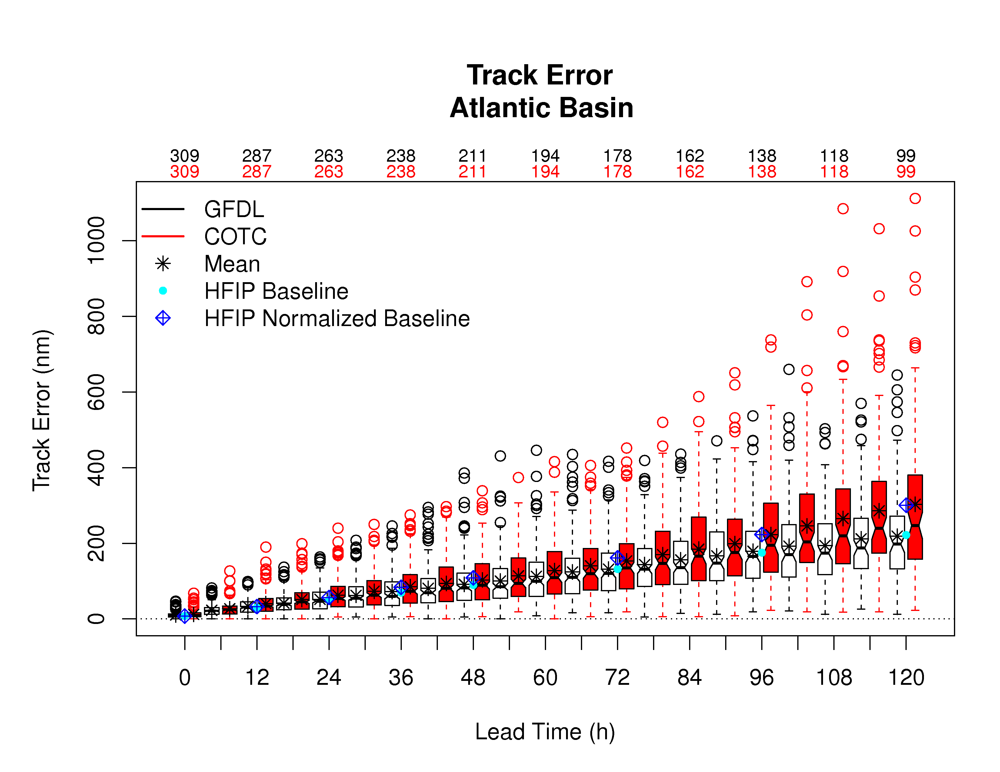 Track Error
Atlantic Basin
309 287 263 238 211 194 178 162 138 118 99
309 287 263 238 211 194 178 162 138 118 99
GFDL
COTC
Mean
HFIP Baseline
HFIP Normalized Baseline
Track Error (nm)
1000
800
600
400
200
0
0 12 24 36 48 60 72 84 96 108 120
Lead Time (h)